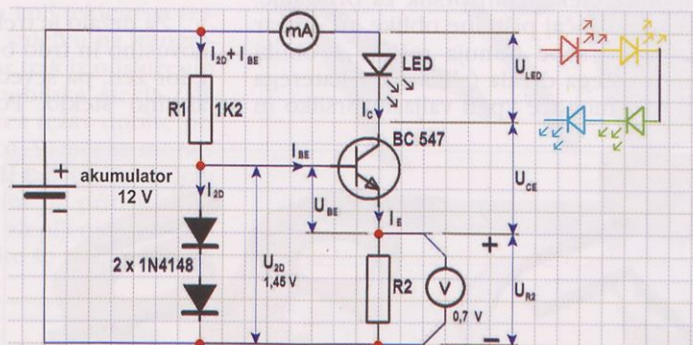 mA
I2D + IBE
LED
ULED
R1 1K2
IC
BC 547
IBE
+
akumulator
12 V
−
I2D
UBE
UCE
IE
+
2 x 1N4148
U2D
1,45 V
R2
V
0,7 V
UR2
−